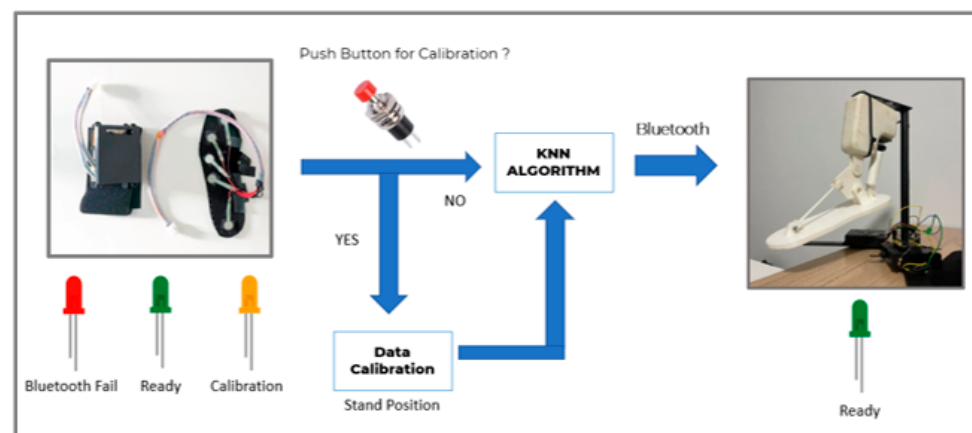 Push Button for Calibration ?
Bluetooth
KNN
ALGORITHM
NO
YES
Data
Calibration
Stand Position
Bluetooth Fail
Ready
Calibration
Ready